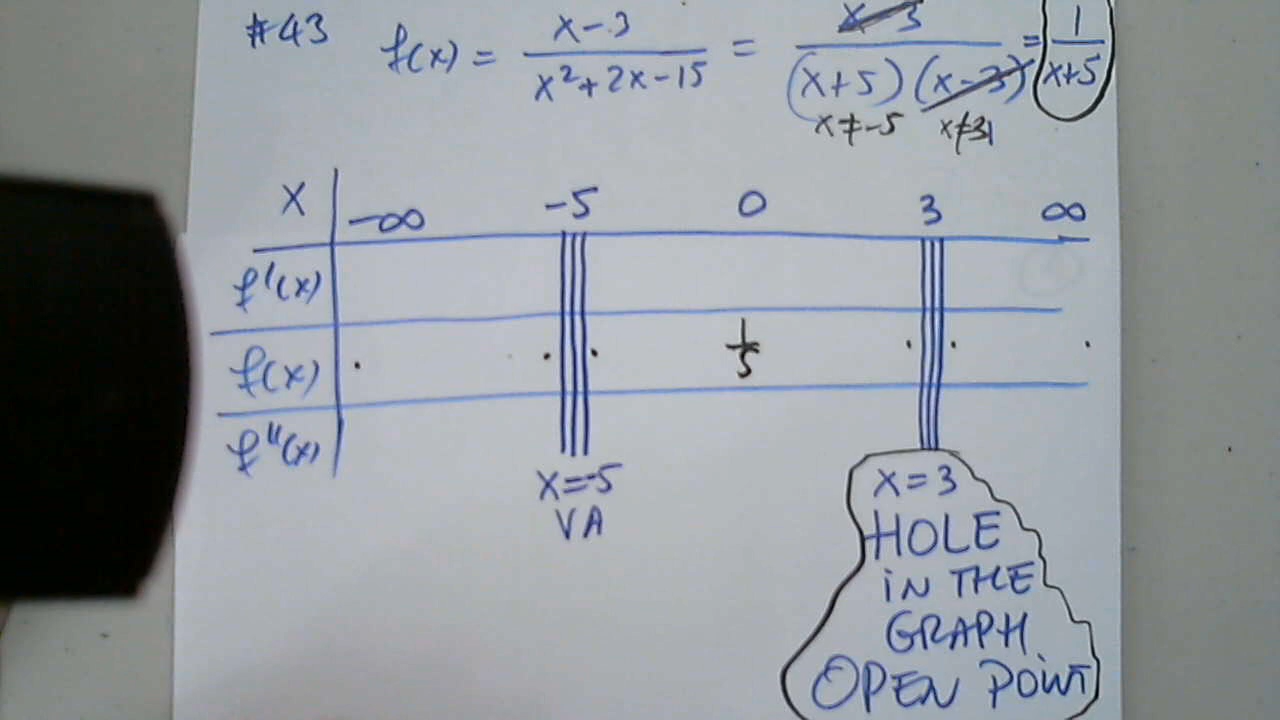 #43 f(x) = x-3 / x²+2x-15 = x-3 / (x+5)(x-3) = 1 / x+5
x≠-5 x≠3
x -∞ -5 0 3 ∞
f'(x)
f(x) 1/5
f"(x)
x=-5
VA
x=3
HOLE
IN THE
GRAPH
OPEN POINT